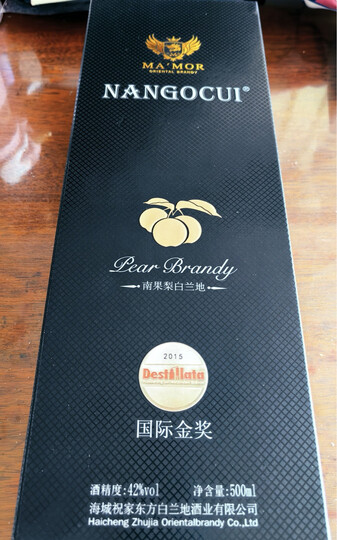 MA'MOR
ORIENTAL BRANDY
NANGOCUI®
Pear Brandy
南果梨白兰地
2015
Destillata
国际金奖
酒精度:42%vol 净含量:500ml
海城祝家东方白兰地酒业有限公司
Haicheng Zhujia Orientalbrandy Co.,Ltd